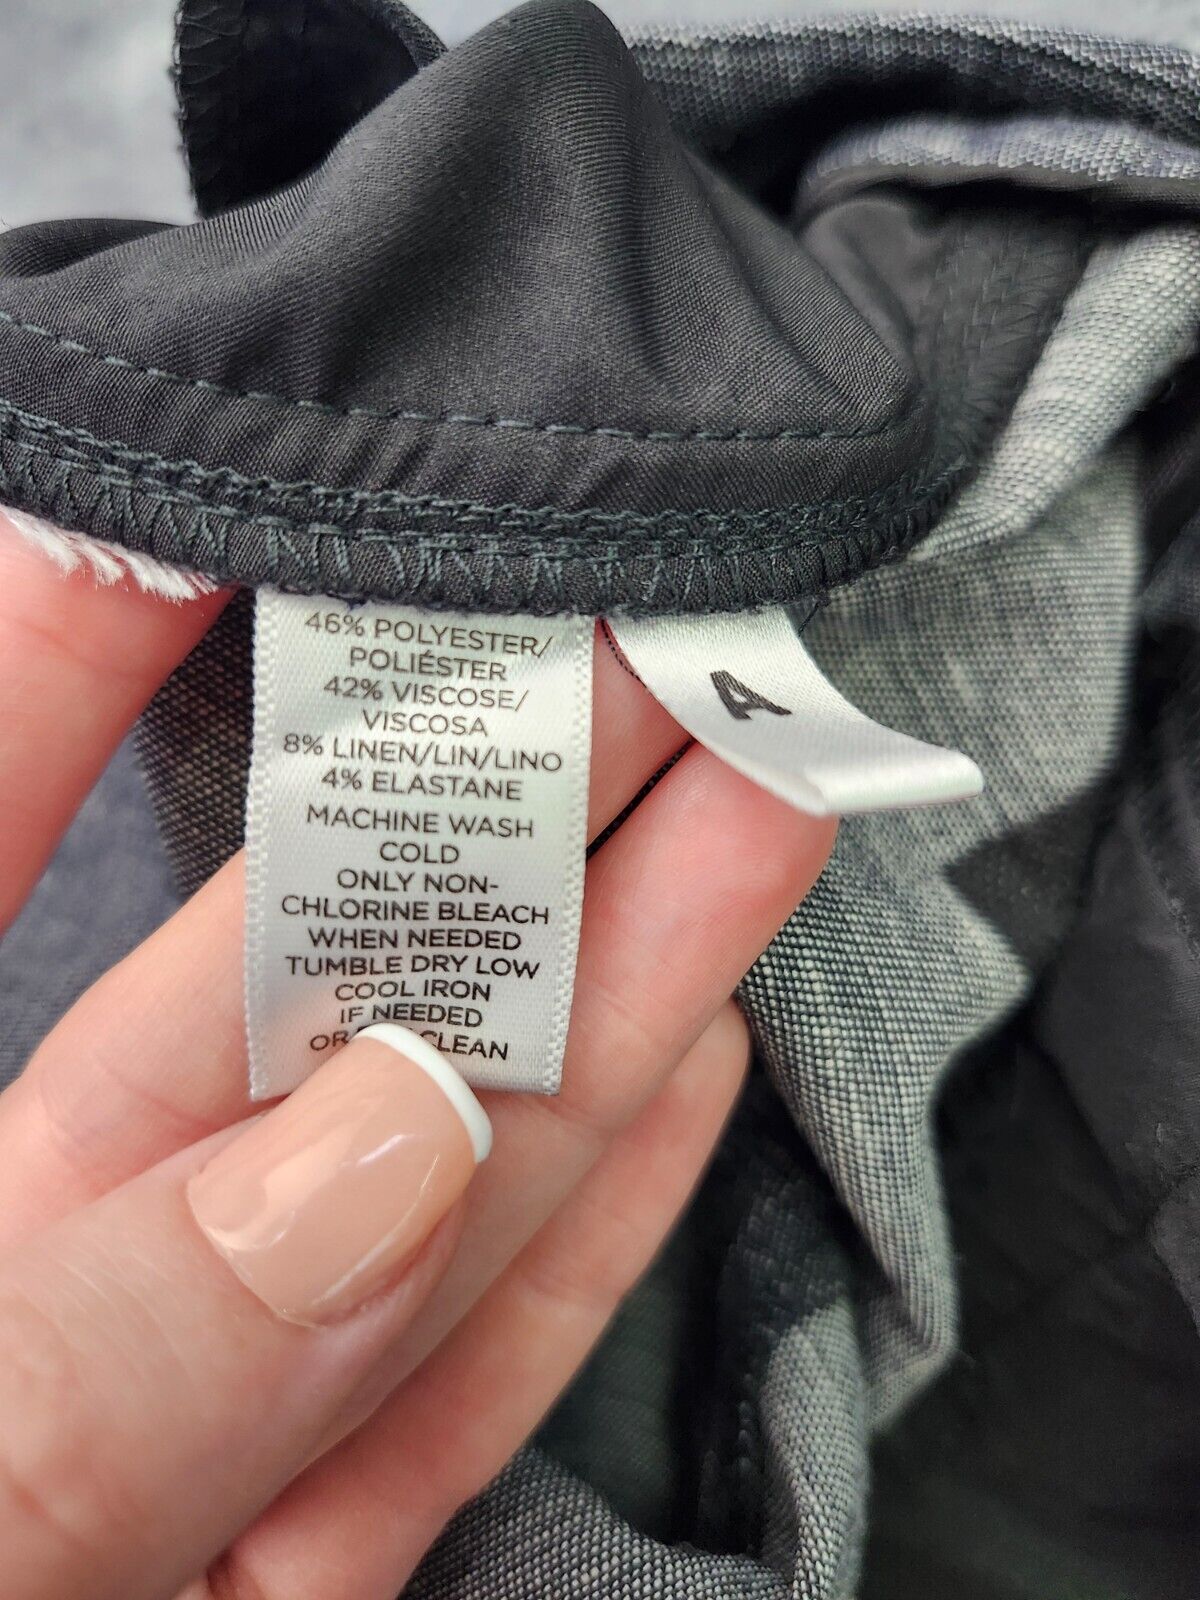 46% POLYESTER/
POLIÉSTER
42% VISCOSE/
VISCOSA
8% LINEN/LIN/LINO
4% ELASTANE
MACHINE WASH
COLD
ONLY NON-
CHLORINE BLEACH
WHEN NEEDED
TUMBLE DRY LOW
COOL IRON
IF NEEDED
OR CLEAN
A